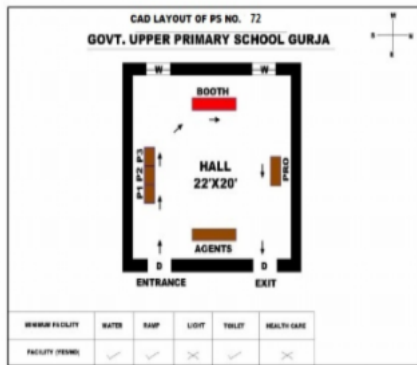 CAD LAYOUT OF PS NO. 72
GOVT. UPPER PRIMARY SCHOOL GURJA
N
W
W
BOOTH
P1 P2 P3
HALL
22'X20'
PRO
AGENTS
D
D
ENTRANCE
EXIT
MINIMUM FACILITY WATER RAMP LIGHT TOILET HEALTH CARE
FACILITY (YES/NO)